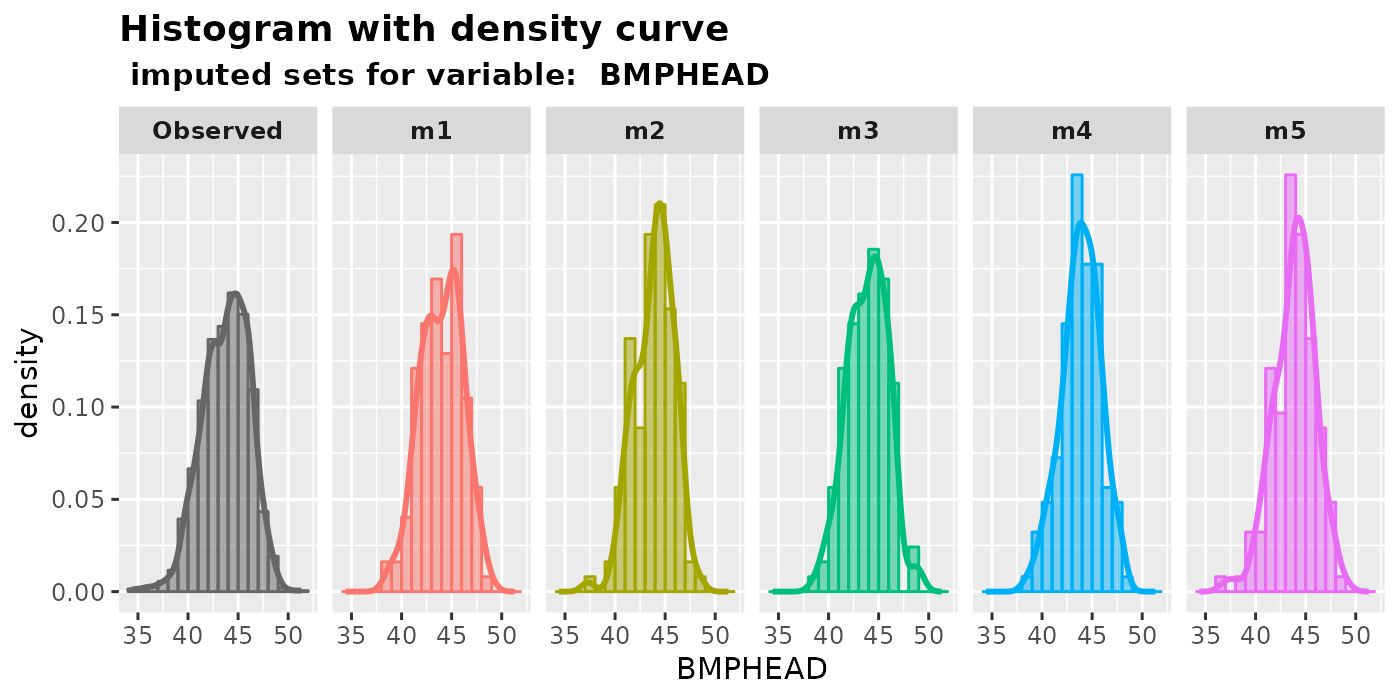 Histogram with density curve
imputed sets for variable:  BMPHEAD
Observed m1 m2 m3 m4 m5
0.20
0.15
0.10
0.05
0.00
density
35 40 45 50 35 40 45 50 35 40 45 50 35 40 45 50 35 40 45 50 35 40 45 50
BMPHEAD